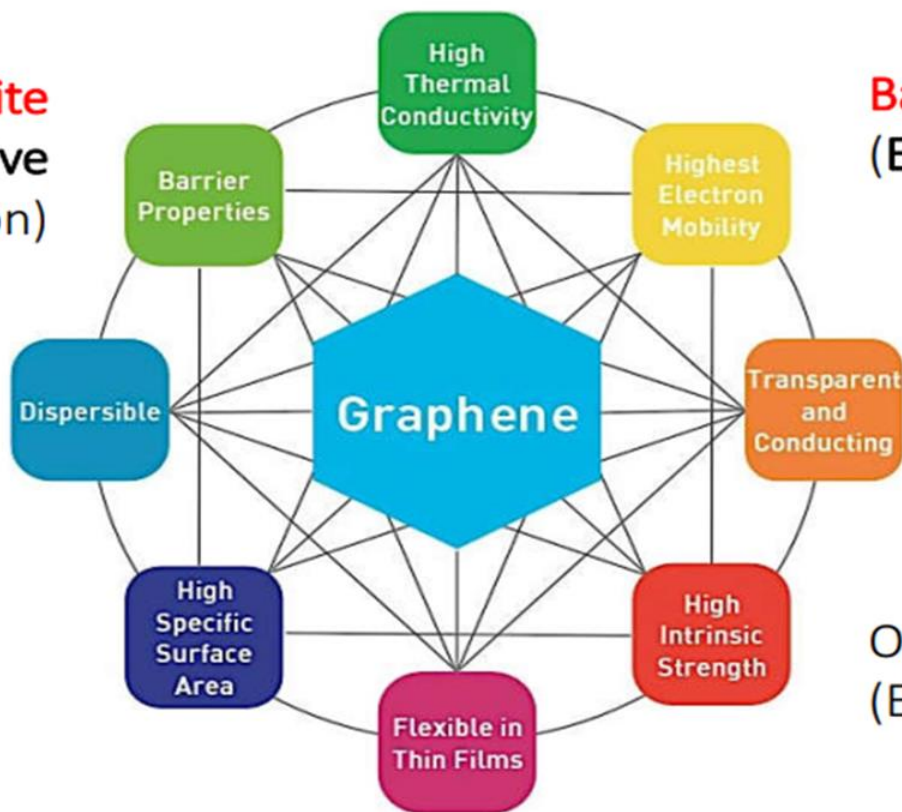 High
Thermal
Conductivity
ite
ve
on)
Ba
(E
Barrier
Properties
Highest
Electron
Mobility
Dispersible
Graphene
Transparent
and
Conducting
High
Specific
Surface
Area
High
Intrinsic
Strength
O
(E
Flexible in
Thin Films